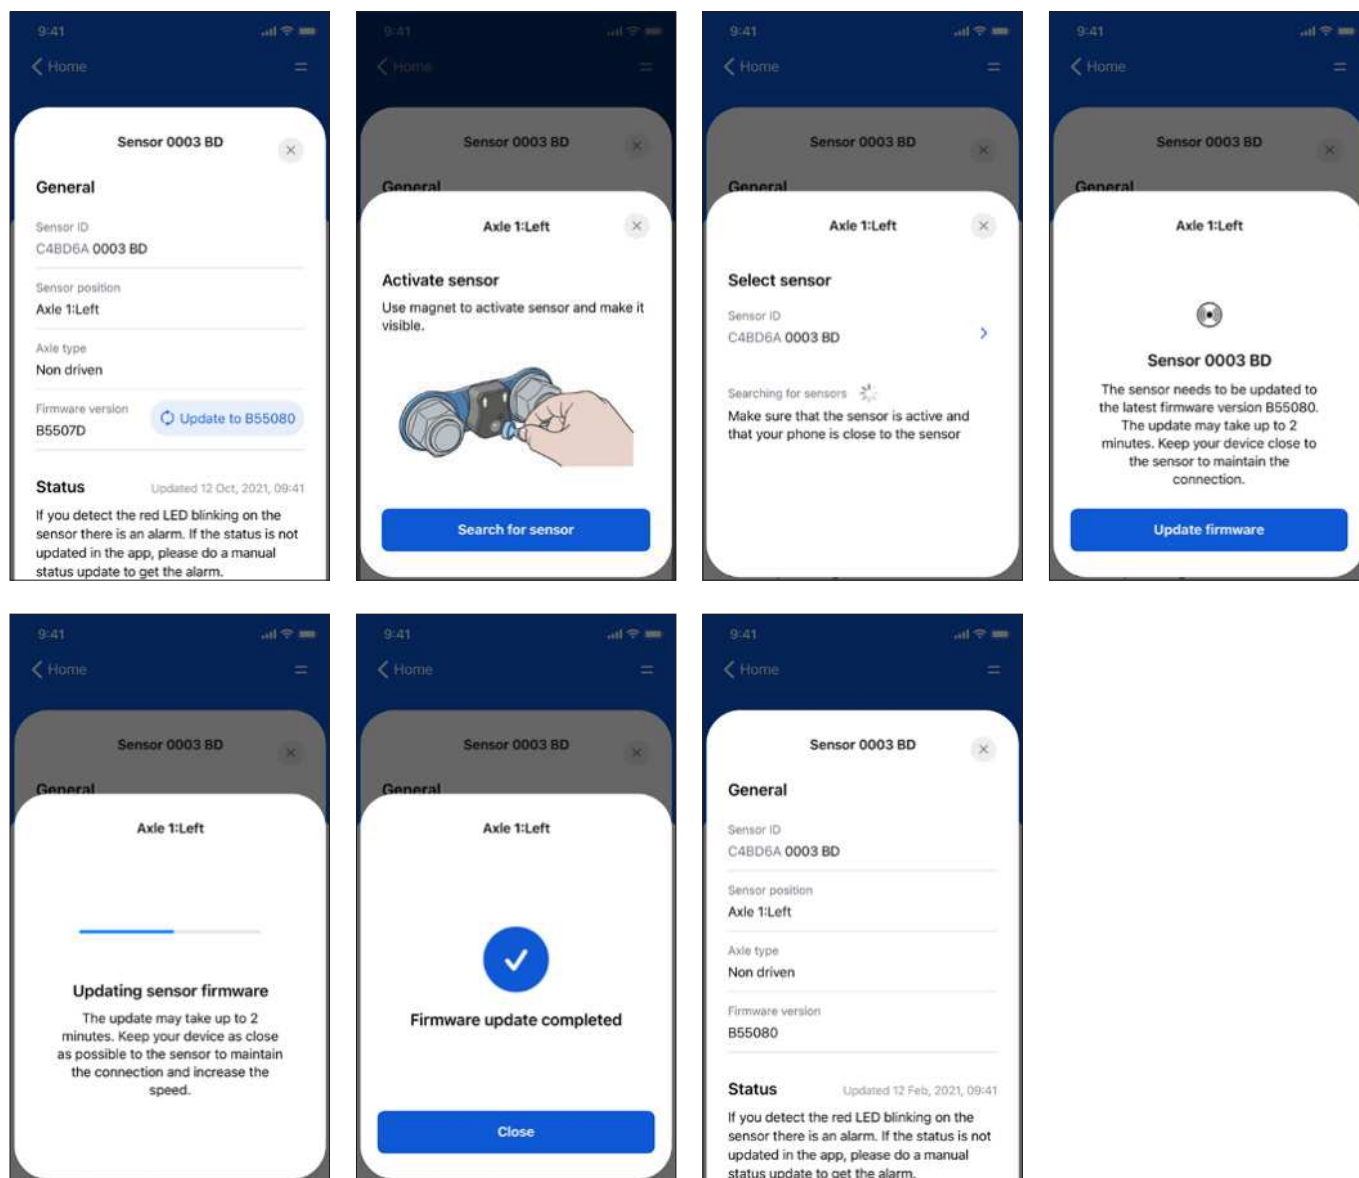 9:41
Home
Sensor 0003 BD
General
Sensor ID
C4BD6A 0003 BD
Sensor position
Axle 1:Left
Axle type
Non driven
Firmware version
B5507D
Update to B55080
Status
Updated 12 Oct, 2021, 09:41
If you detect the red LED blinking on the
sensor there is an alarm. If the status is not
updated in the app, please do a manual
status update to get the alarm.
9:41
Home
Sensor 0003 BD
General
Axle 1:Left
Activate sensor
Use magnet to activate sensor and make it
visible.
Search for sensor
9:41
Home
Sensor 0003 BD
General
Axle 1:Left
Select sensor
Sensor ID
C4BD6A 0003 BD
Searching for sensors
Make sure that the sensor is active and
that your phone is close to the sensor
9:41
Home
Sensor 0003 BD
General
Axle 1:Left
Sensor 0003 BD
The sensor needs to be updated to
the latest firmware version B55080.
The update may take up to 2
minutes. Keep your device close to
the sensor to maintain the
connection.
Update firmware
9:41
Home
Sensor 0003 BD
General
Axle 1:Left
Updating sensor firmware
The update may take up to 2
minutes. Keep your device as close
as possible to the sensor to maintain
the connection and increase the
speed.
9:41
Home
Sensor 0003 BD
General
Axle 1:Left
Firmware update completed
Close
9:41
Home
Sensor 0003 BD
General
Sensor ID
C4BD6A 0003 BD
Sensor position
Axle 1:Left
Axle type
Non driven
Firmware version
B55080
Status
Updated 12 Feb, 2021, 09:41
If you detect the red LED blinking on the
sensor there is an alarm. If the status is not
updated in the app, please do a manual
status update to get the alarm.